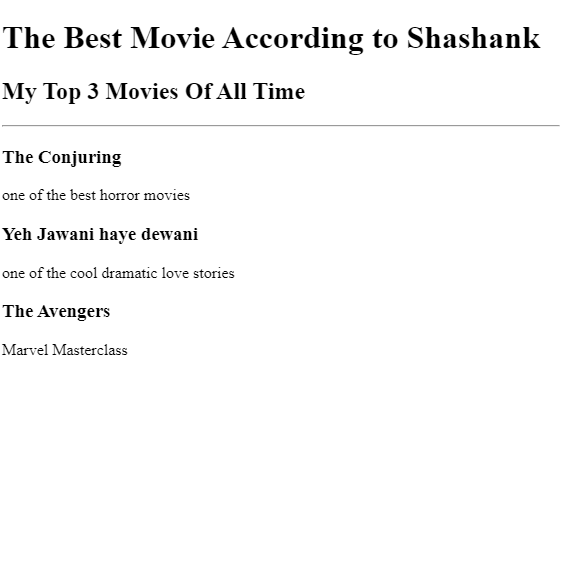 The Best Movie According to Shashank
My Top 3 Movies Of All Time
The Conjuring
one of the best horror movies
Yeh Jawani haye dewani
one of the cool dramatic love stories
The Avengers
Marvel Masterclass